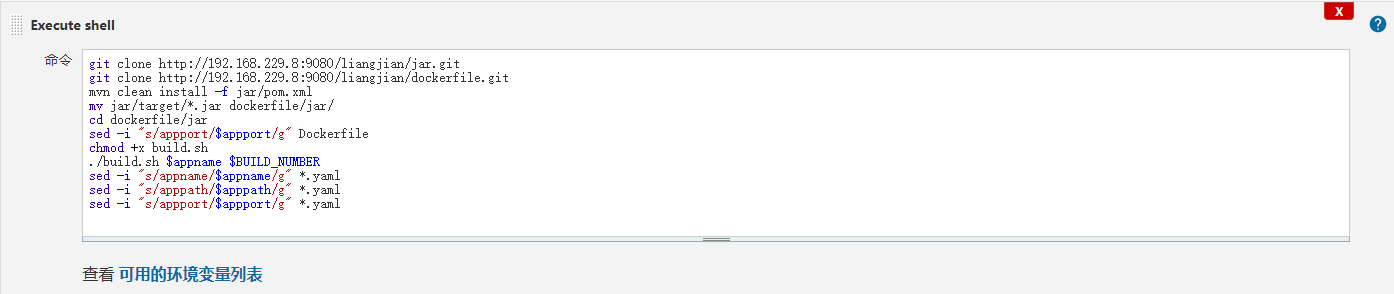 X
Execute shell
?
命令
git clone http://192.168.229.8:9080/liangjian/jar.git
git clone http://192.168.229.8:9080/liangjian/dockerfile.git
mvn clean install -f jar/pom.xml
mv jar/target/*.jar dockerfile/jar/
cd dockerfile/jar
sed -i "s/appport/$appport/g" Dockerfile
chmod +x build.sh
./build.sh $appname $BUILD_NUMBER
sed -i "s/appname/$appname/g" *.yaml
sed -i "s/apppath/$apppath/g" *.yaml
sed -i "s/appport/$appport/g" *.yaml
查看 可用的环境变量列表